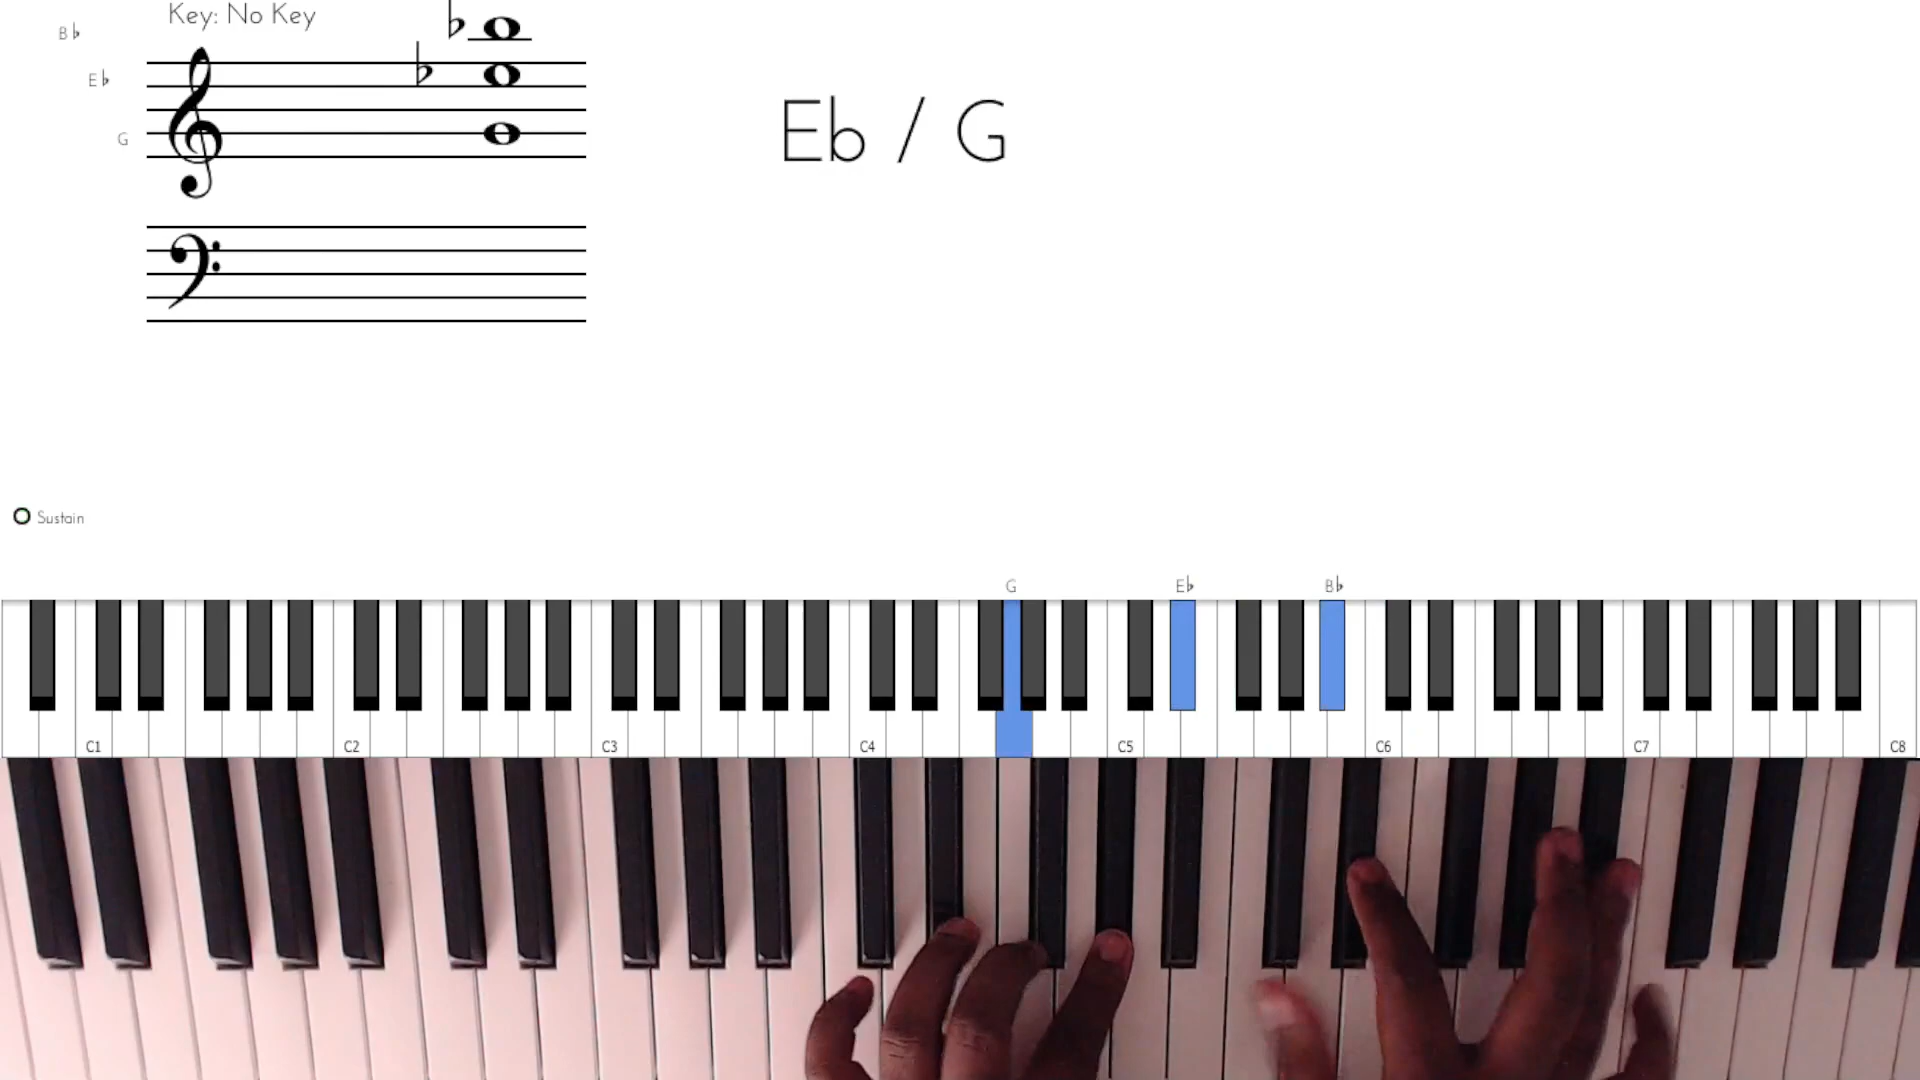 Key: No Key
B♭
E♭
G
Eb / G
Sustain
G E♭ B♭
C1 C2 C3 C4 C5 C6 C7 C8